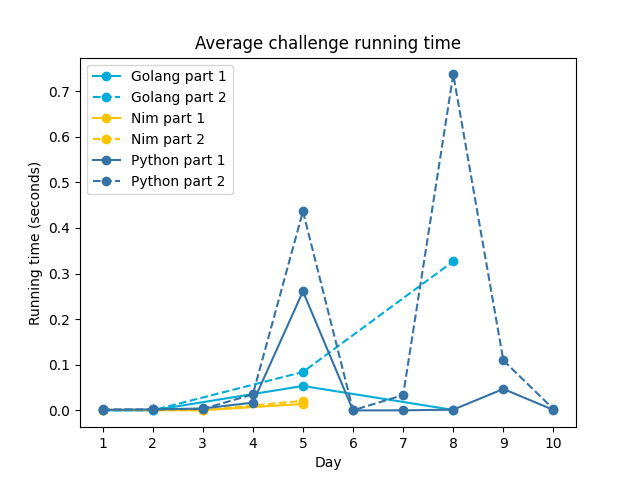 Average challenge running time
Golang part 1
Golang part 2
Nim part 1
Nim part 2
Python part 1
Python part 2
Running time (seconds)
0.7
0.6
0.5
0.4
0.3
0.2
0.1
0.0
1 2 3 4 5 6 7 8 9 10
Day